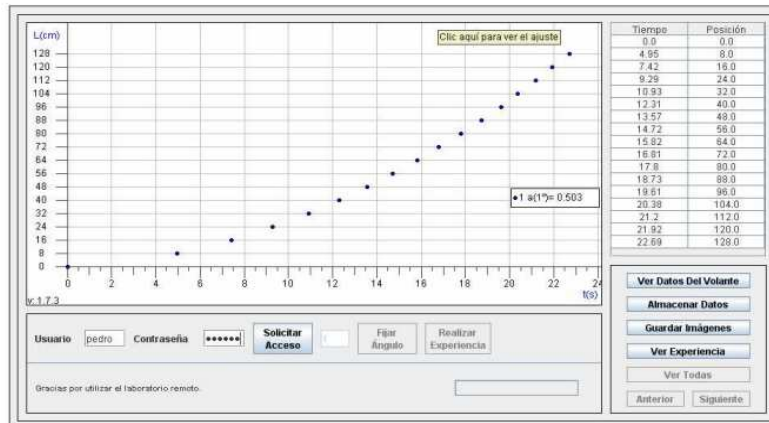 L(cm)
Clic aquí para ver el ajuste
128
120
112
104
96
88
80
72
64
56
48
40
32
24
16
8
0
1 a(1º)= 0.503
0 2 4 6 8 10 12 14 16 18 20 22 24
t(s)
v: 1.7.3
Tiempo Posición
0.0 0.0
4.95 8.0
7.42 16.0
9.29 24.0
10.93 32.0
12.31 40.0
13.57 48.0
14.72 56.0
15.82 64.0
16.81 72.0
17.8 80.0
18.73 88.0
19.61 96.0
20.38 104.0
21.2 112.0
21.92 120.0
22.69 128.0
Usuario pedro Contraseña ●●●●●●
Solicitar
Acceso
Fijar
Ángulo
Realizar
Experiencia
Gracias por utilizar el laboratorio remoto.
Ver Datos Del Volante
Almacenar Datos
Guardar Imágenes
Ver Experiencia
Ver Todas
Anterior Siguiente